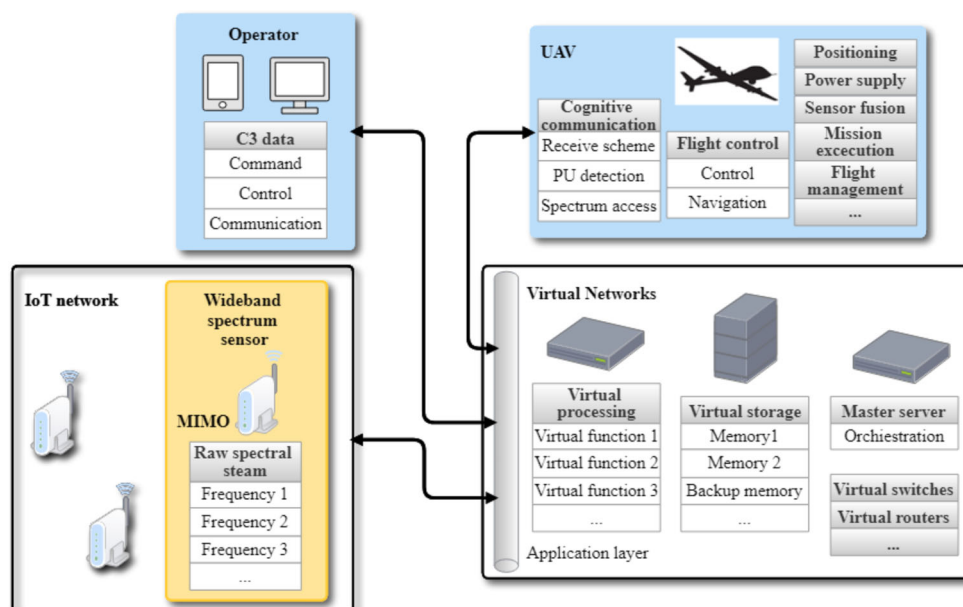 Operator
C3 data
Command
Control
Communication
UAV
Cognitive
communication
Receive scheme
PU detection
Spectrum access
Flight control
Control
Navigation
Positioning
Power supply
Sensor fusion
Mission
excecution
Flight
management
...
IoT network
Wideband
spectrum
sensor
MIMO
Raw spectral
steam
Frequency 1
Frequency 2
Frequency 3
...
Virtual Networks
Virtual
processing
Virtual function 1
Virtual function 2
Virtual function 3
...
Virtual storage
Memory1
Memory 2
Backup memory
...
Master server
Orchiestration
Virtual switches
Virtual routers
...
Application layer